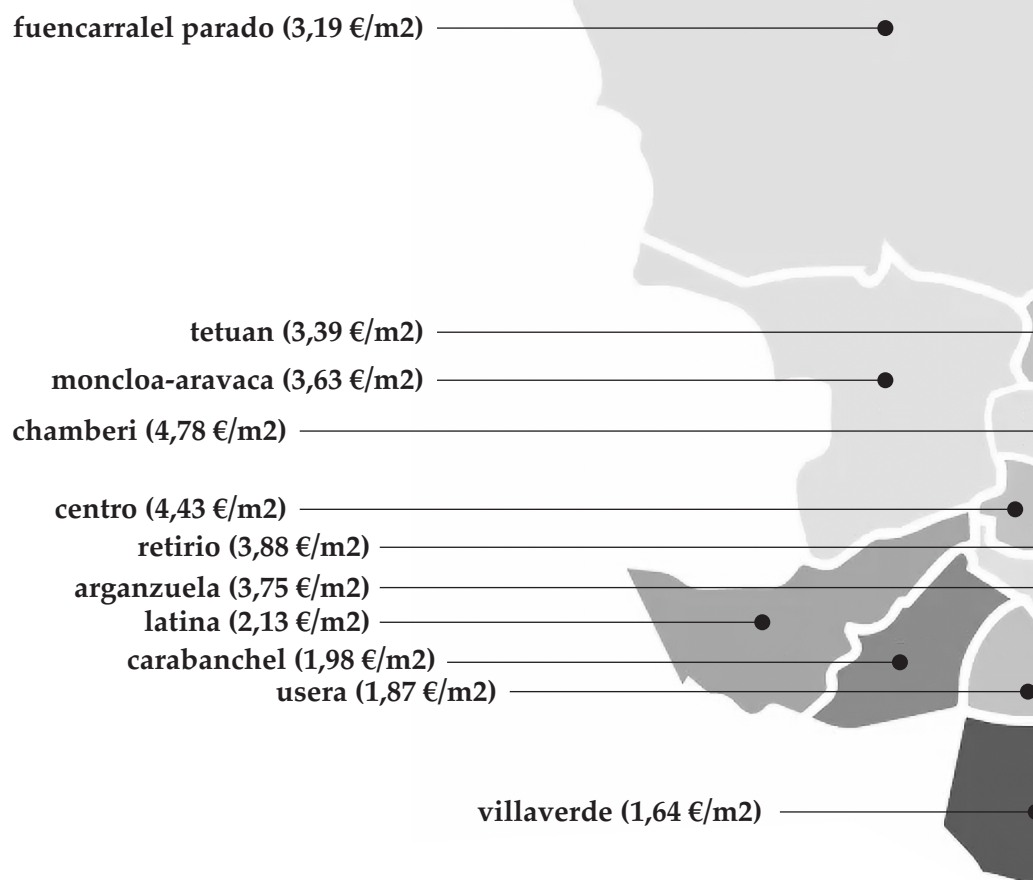 fuencarralel parado (3,19 €/m2)
tetuan (3,39 €/m2)
moncloa-aravaca (3,63 €/m2)
chamberi (4,78 €/m2)
centro (4,43 €/m2)
retirio (3,88 €/m2)
arganzuela (3,75 €/m2)
latina (2,13 €/m2)
carabanchel (1,98 €/m2)
usera (1,87 €/m2)
villaverde (1,64 €/m2)